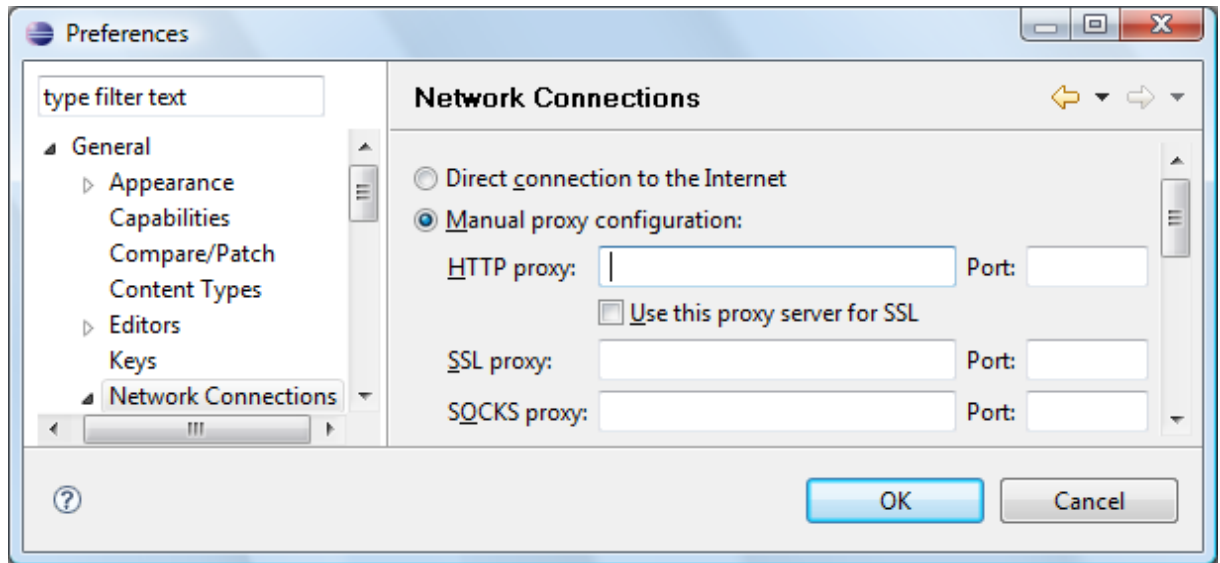 Preferences
type filter text
General
Appearance
Capabilities
Compare/Patch
Content Types
Editors
Keys
Network Connections
Network Connections
Direct connection to the Internet
Manual proxy configuration:
HTTP proxy: Port:
Use this proxy server for SSL
SSL proxy: Port:
SOCKS proxy: Port:
?
OK Cancel